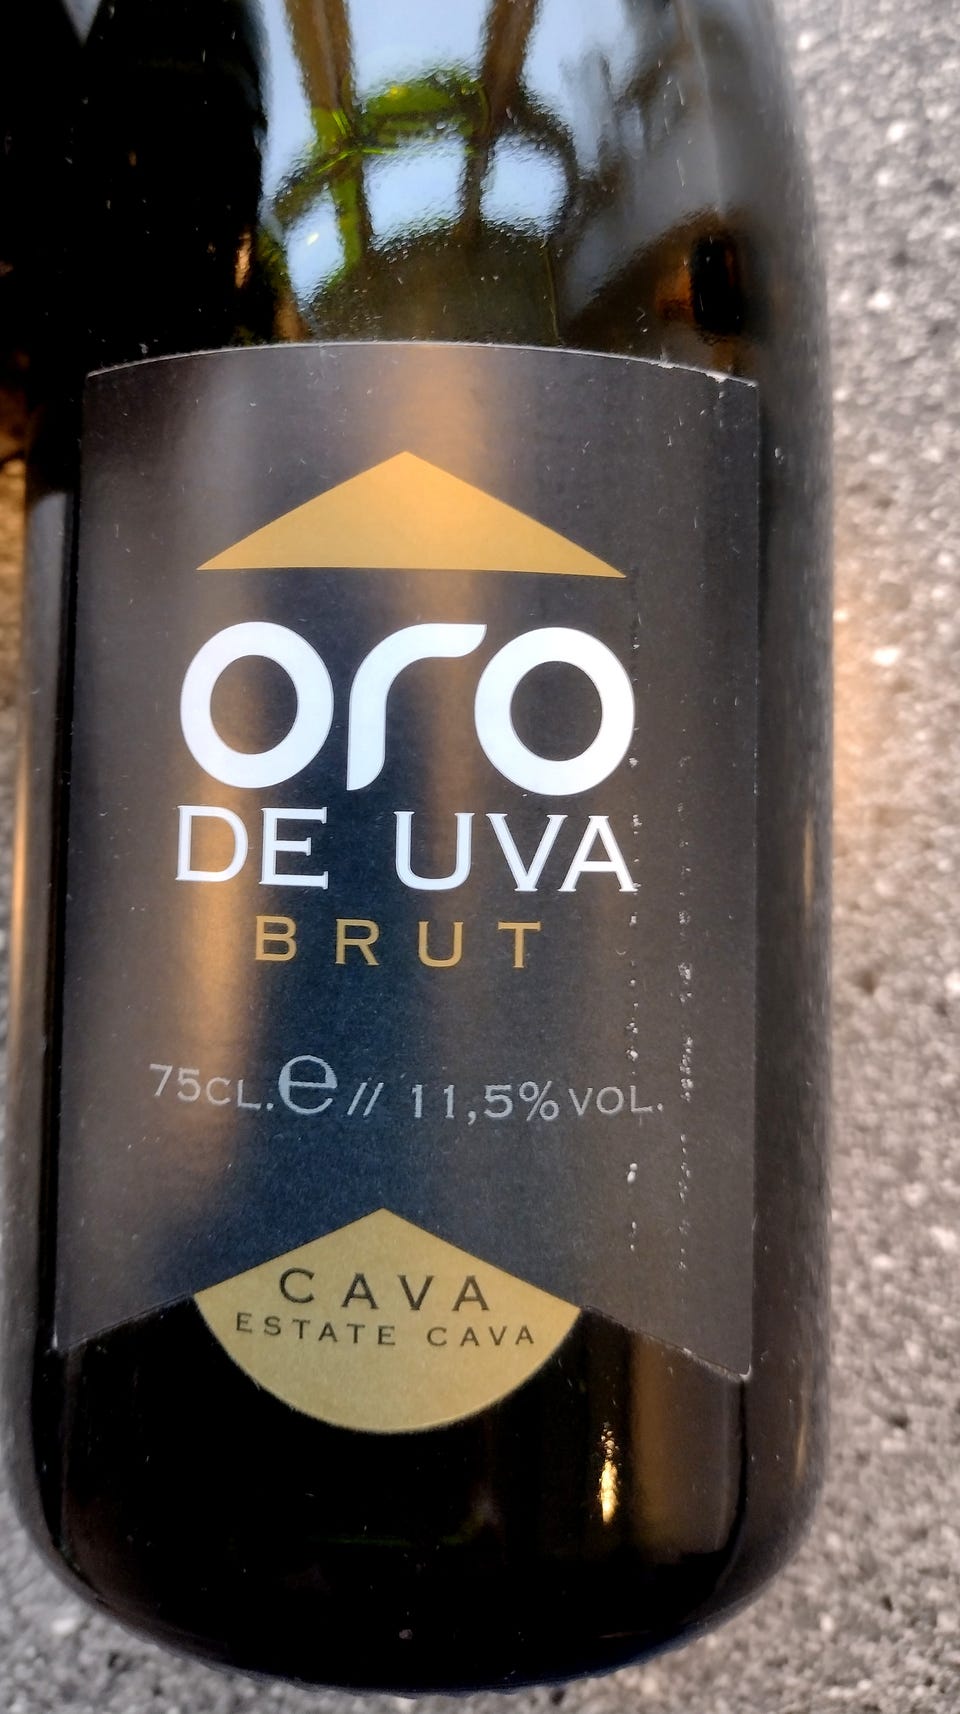 oro
DE UVA
BRUT
75CL. e // 11,5% VOL.
CAVA
ESTATE CAVA